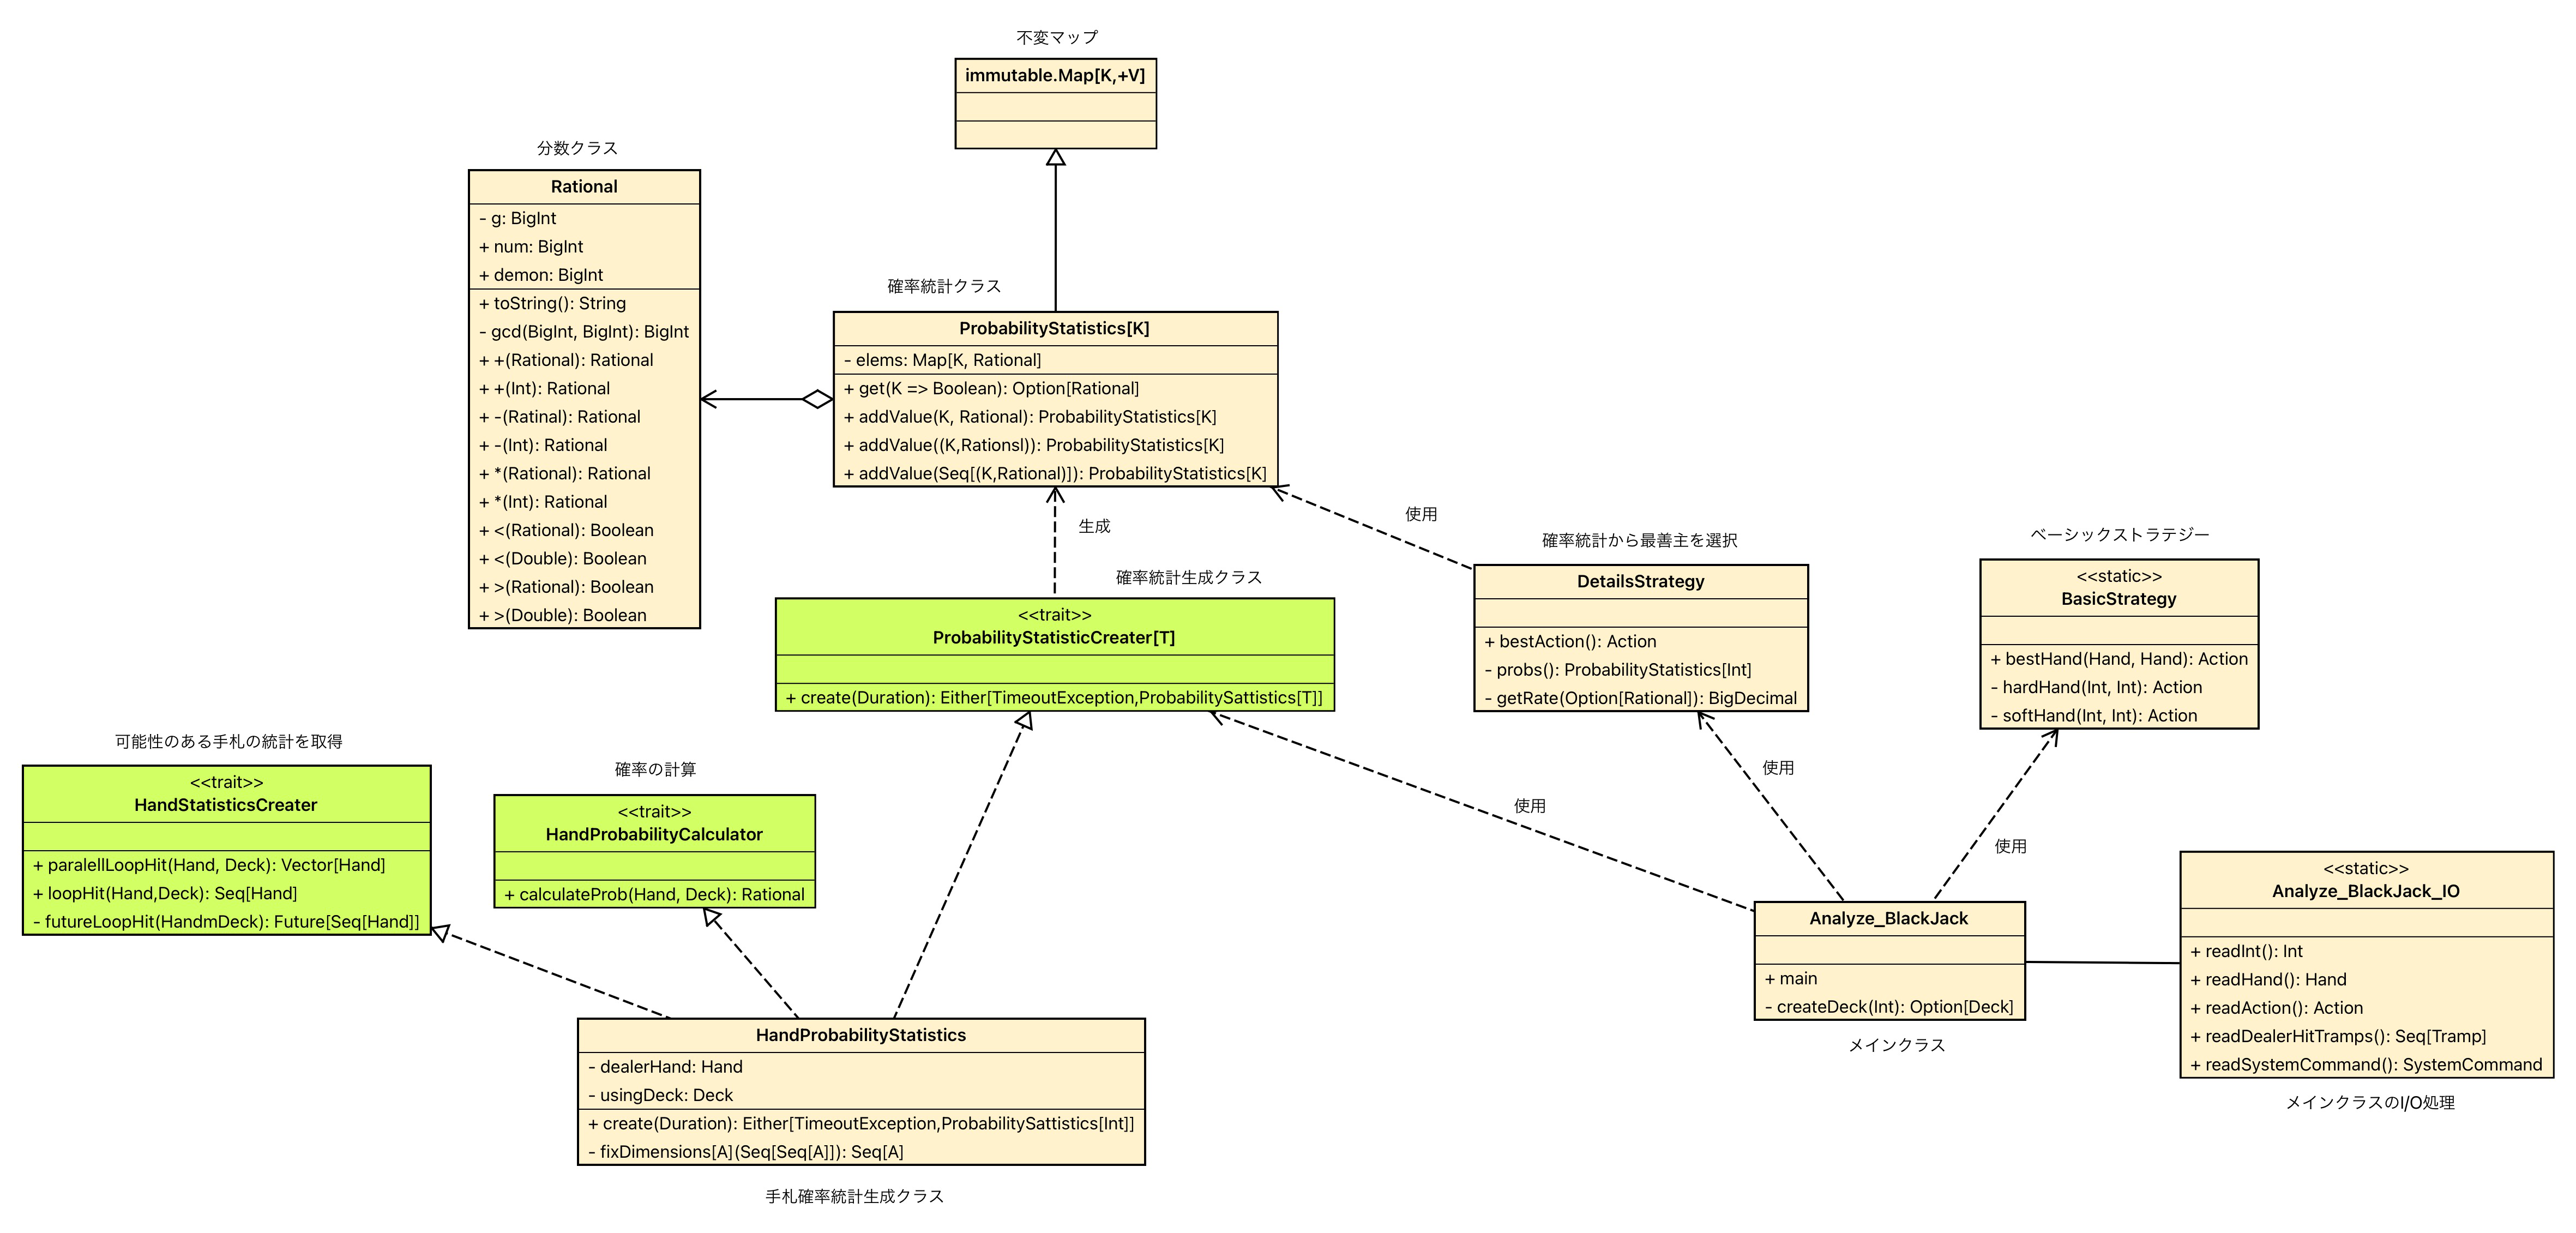 不変マップ
immutable.Map[K,+V]
分数クラス
Rational
- g: BigInt
+ num: BigInt
+ demon: BigInt
+ toString(): String
- gcd(BigInt, BigInt): BigInt
+ +(Rational): Rational
+ +(Int): Rational
+ -(Ratinal): Rational
+ -(Int): Rational
+ *(Rational): Rational
+ *(Int): Rational
+ <(Rational): Boolean
+ <(Double): Boolean
+ >(Rational): Boolean
+ >(Double): Boolean
確率統計クラス
ProbabilityStatistics[K]
- elems: Map[K, Rational]
+ get(K => Boolean): Option[Rational]
+ addValue(K, Rational): ProbabilityStatistics[K]
+ addValue((K,Rationsl)): ProbabilityStatistics[K]
+ addValue(Seq[(K,Rational)]): ProbabilityStatistics[K]
生成
使用
確率統計生成クラス
<<trait>>
ProbabilityStatisticCreater[T]
+ create(Duration): Either[TimeoutException,ProbabilitySattistics[T]]
確率統計から最善主を選択
DetailsStrategy
+ bestAction(): Action
- probs(): ProbabilityStatistics[Int]
- getRate(Option[Rational]): BigDecimal
ベーシックストラテジー
<<static>>
BasicStrategy
+ bestHand(Hand, Hand): Action
- hardHand(Int, Int): Action
- softHand(Int, Int): Action
可能性のある手札の統計を取得
<<trait>>
HandStatisticsCreater
+ paralellLoopHit(Hand, Deck): Vector[Hand]
+ loopHit(Hand,Deck): Seq[Hand]
- futureLoopHit(HandmDeck): Future[Seq[Hand]]
確率の計算
<<trait>>
HandProbabilityCalculator
+ calculateProb(Hand, Deck): Rational
使用
使用
使用
HandProbabilityStatistics
- dealerHand: Hand
- usingDeck: Deck
+ create(Duration): Either[TimeoutException,ProbabilitySattistics[Int]]
- fixDimensions[A](Seq[Seq[A]]): Seq[A]
手札確率統計生成クラス
Analyze_BlackJack
+ main
- createDeck(Int): Option[Deck]
メインクラス
<<static>>
Analyze_BlackJack_IO
+ readInt(): Int
+ readHand(): Hand
+ readAction(): Action
+ readDealerHitTramps(): Seq[Tramp]
+ readSystemCommand(): SystemCommand
メインクラスのI/O処理